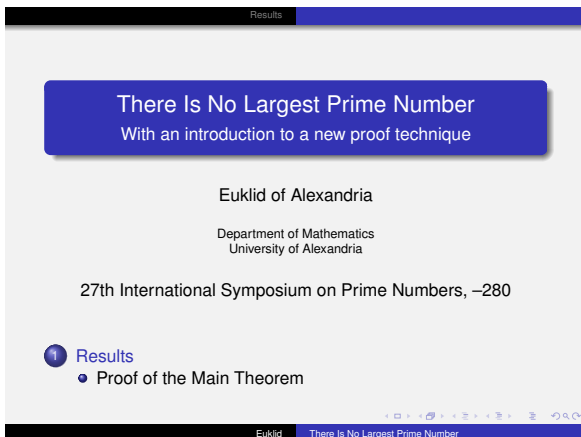 Results
There Is No Largest Prime Number
With an introduction to a new proof technique
Euklid of Alexandria
Department of Mathematics
University of Alexandria
27th International Symposium on Prime Numbers, –280
1 Results
Proof of the Main Theorem
Euklid There Is No Largest Prime Number